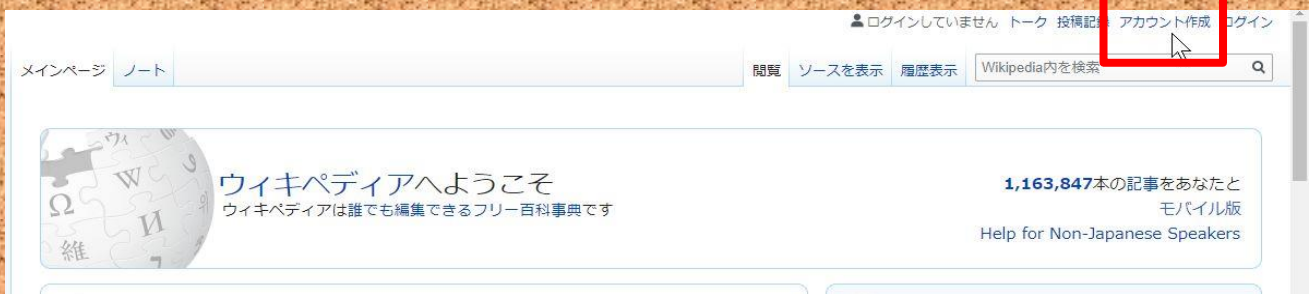 ログインしていません トーク 投稿記録 アカウント作成 ログイン
メインページ ノート 閲覧 ソースを表示 履歴表示 Wikipedia内を検索
ウィキペディアへようこそ
ウィキペディアは誰でも編集できるフリー百科事典です
1,163,847本の記事をあなたと
モバイル版
Help for Non-Japanese Speakers
Ω W И 維 ウィ 7